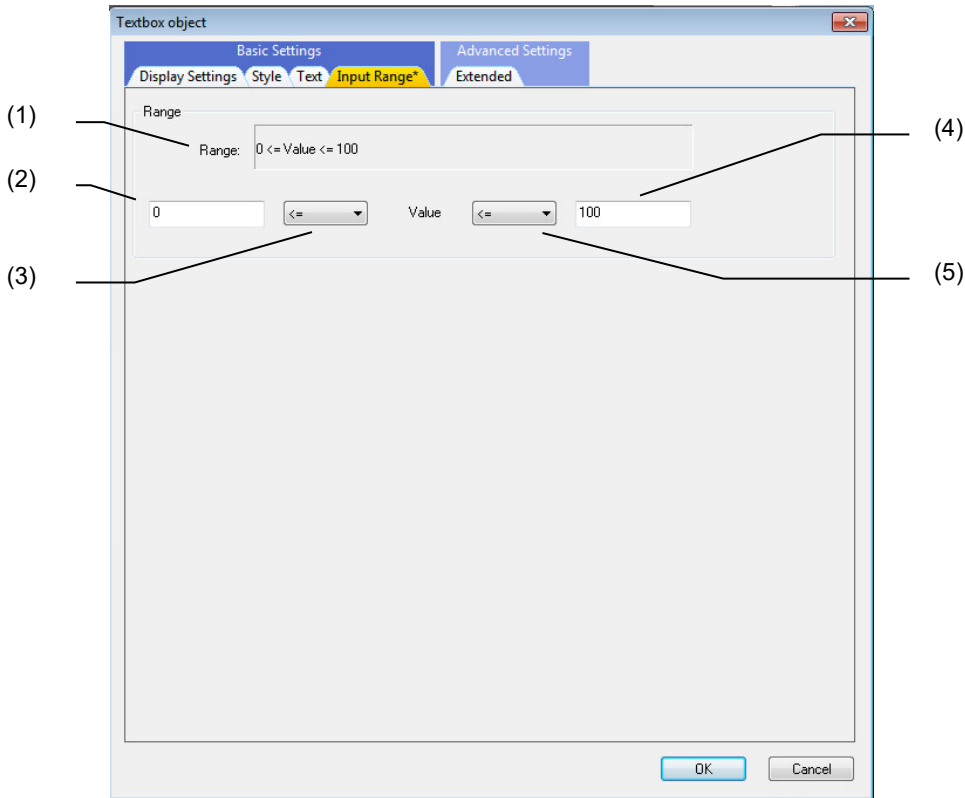 Textbox object
Basic Settings Advanced Settings
Display Settings Style Text Input Range* Extended
Range
(1)
(4)
Range: 0 <= Value <= 100
(2)
0 <= Value <= 100
(3)
(5)
OK Cancel